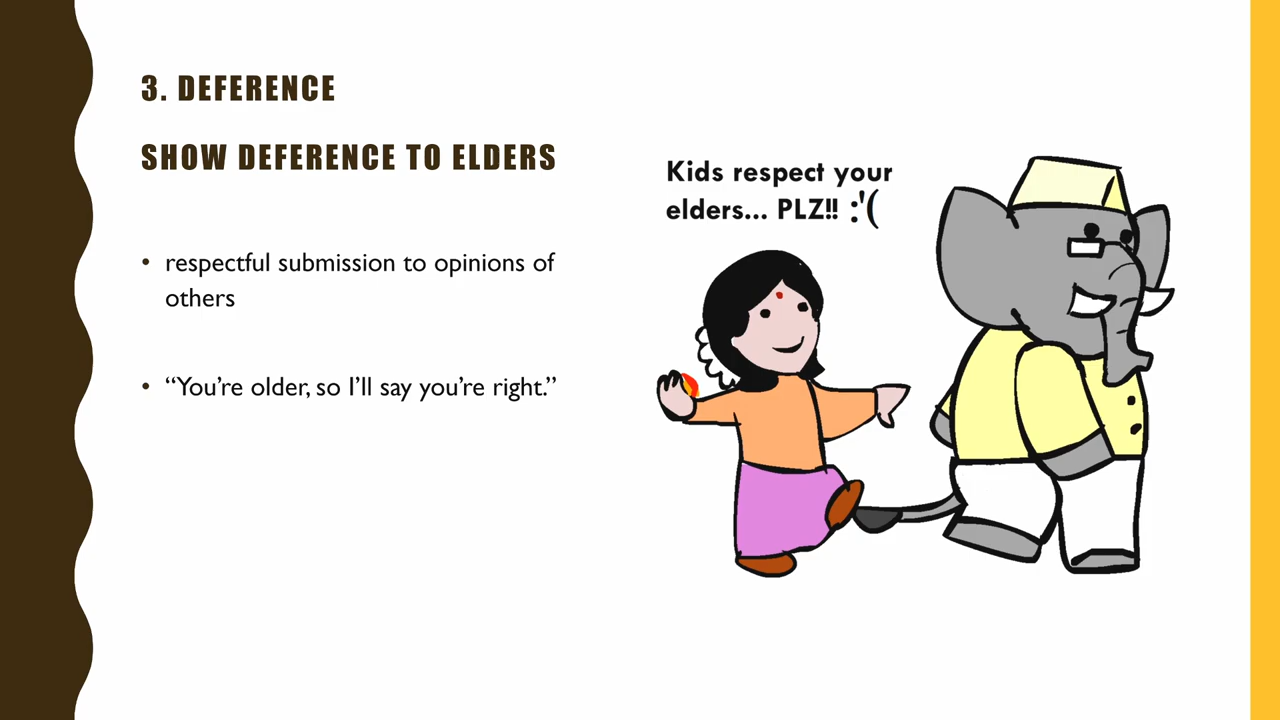 3. DEFERENCE
SHOW DEFERENCE TO ELDERS
• respectful submission to opinions of
others
• “You’re older, so I’ll say you’re right.”
Kids respect your
elders... PLZ!! :'(